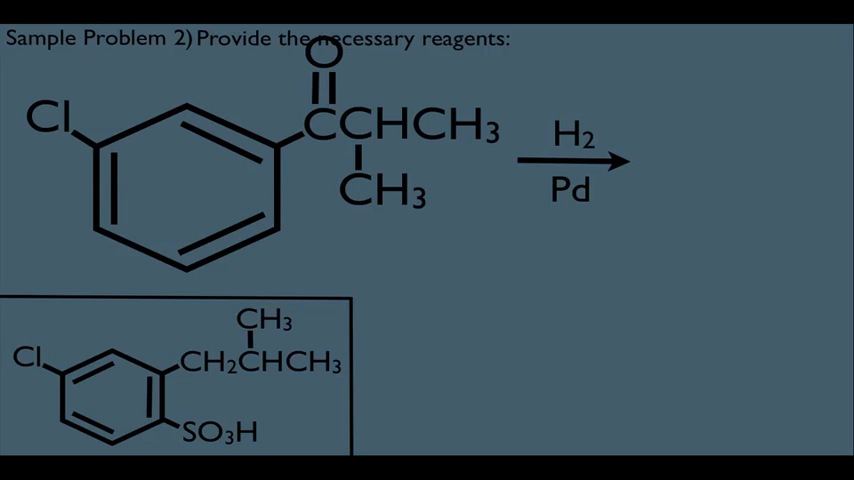 Sample Problem 2) Provide the necessary reagents:
O
Cl
CCHCH₃
CH₃
H₂
Pd
CH₃
Cl
CH₂CHCH₃
SO₃H